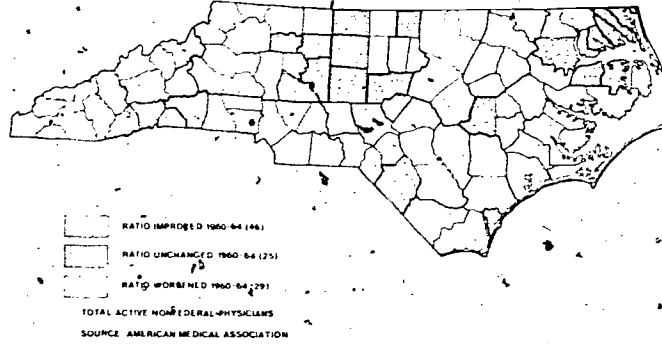 RATIO IMPROVED 1960-64 (46)
RATIO UNCHANGED 1960-64 (25)
RATIO WORSENED 1960-64 (29)
TOTAL ACTIVE NONFEDERAL PHYSICIANS
SOURCE AMERICAN MEDICAL ASSOCIATION